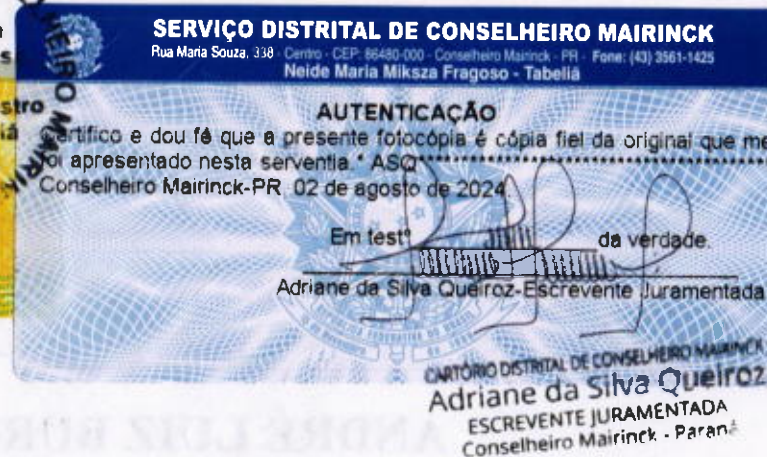 SERVIÇO DISTRITAL DE CONSELHEIRO MAIRINCK
Rua Maria Souza, 338 - Centro - CEP: 86480-000 - Conselheiro Mairinck - PR - Fone: (43) 3561-1425
Neide Maria Miksza Fragoso - Tabeliã
AUTENTICAÇÃO
Certifico e dou fé que a presente fotocópia é cópia fiel da original que me
foi apresentado nesta serventia * ASQ************************************
Conselheiro Mairinck-PR, 02 de agosto de 2024
Em testº da verdade.
Adriane da Silva Queiroz-Escrevente Juramentada
CARTÓRIO DISTRITAL DE CONSELHEIRO MAIRINCK
Adriane da Silva Queiroz
ESCREVENTE JURAMENTADA
Conselheiro Mairinck - Paraná
ANDRÉ LUIZ